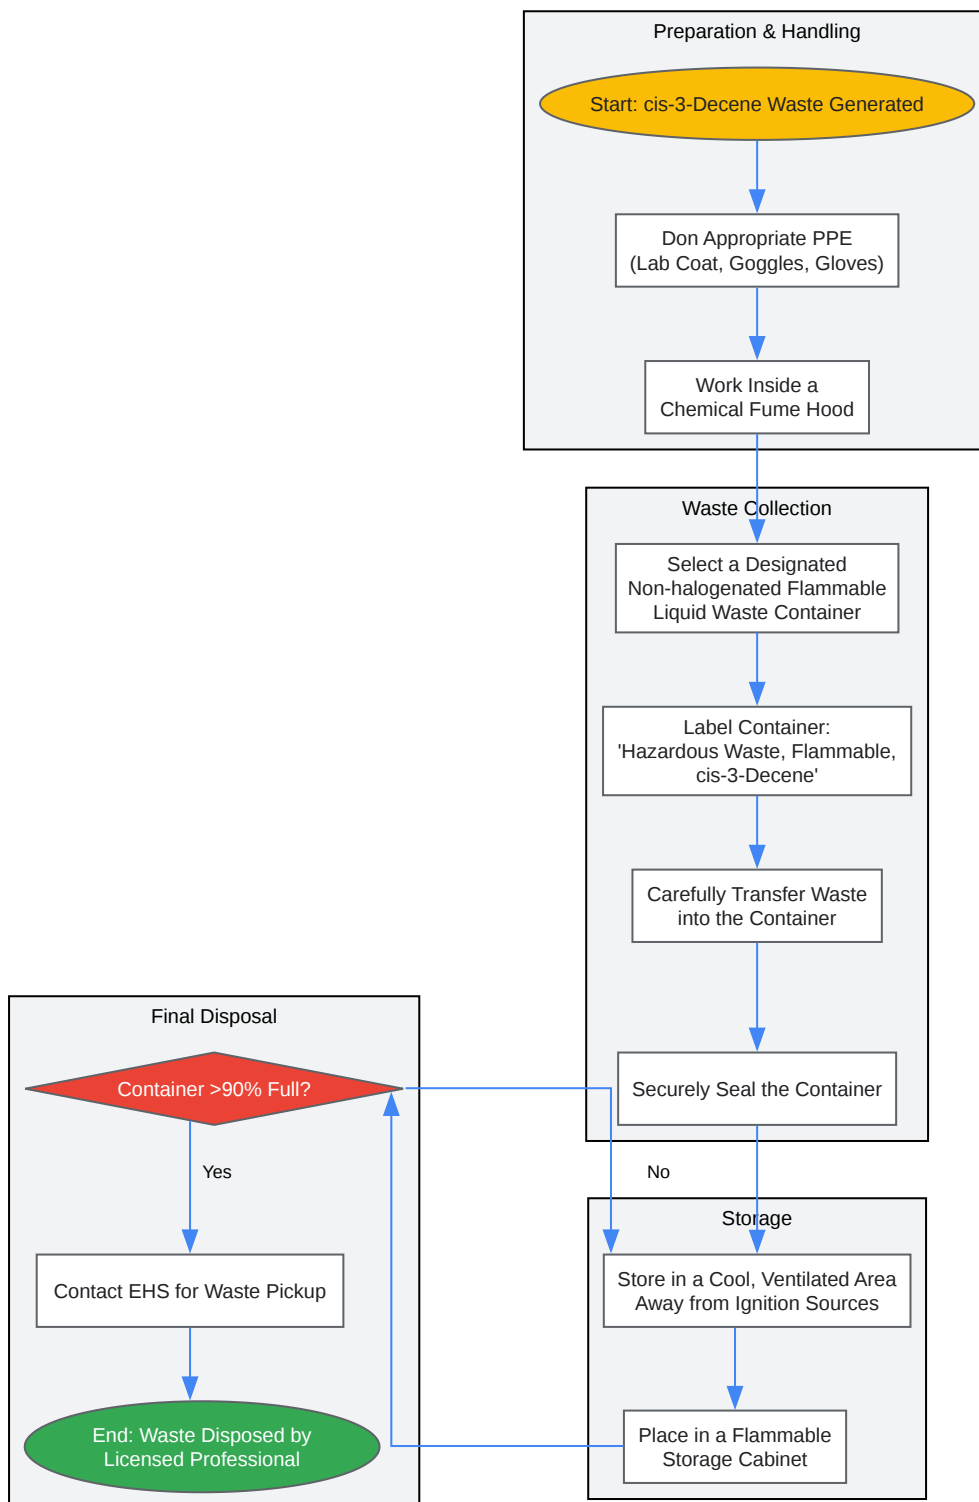 Preparation & Handling
Start: cis-3-Decene Waste Generated
Don Appropriate PPE
(Lab Coat, Goggles, Gloves)
Work Inside a
Chemical Fume Hood
Waste Collection
Select a Designated
Non-halogenated Flammable
Liquid Waste Container
Label Container:
'Hazardous Waste, Flammable,
cis-3-Decene'
Carefully Transfer Waste
into the Container
Securely Seal the Container
Storage
Store in a Cool, Ventilated Area
Away from Ignition Sources
Place in a Flammable
Storage Cabinet
Final Disposal
Container >90% Full?
No
Yes
Contact EHS for Waste Pickup
End: Waste Disposed by
Licensed Professional